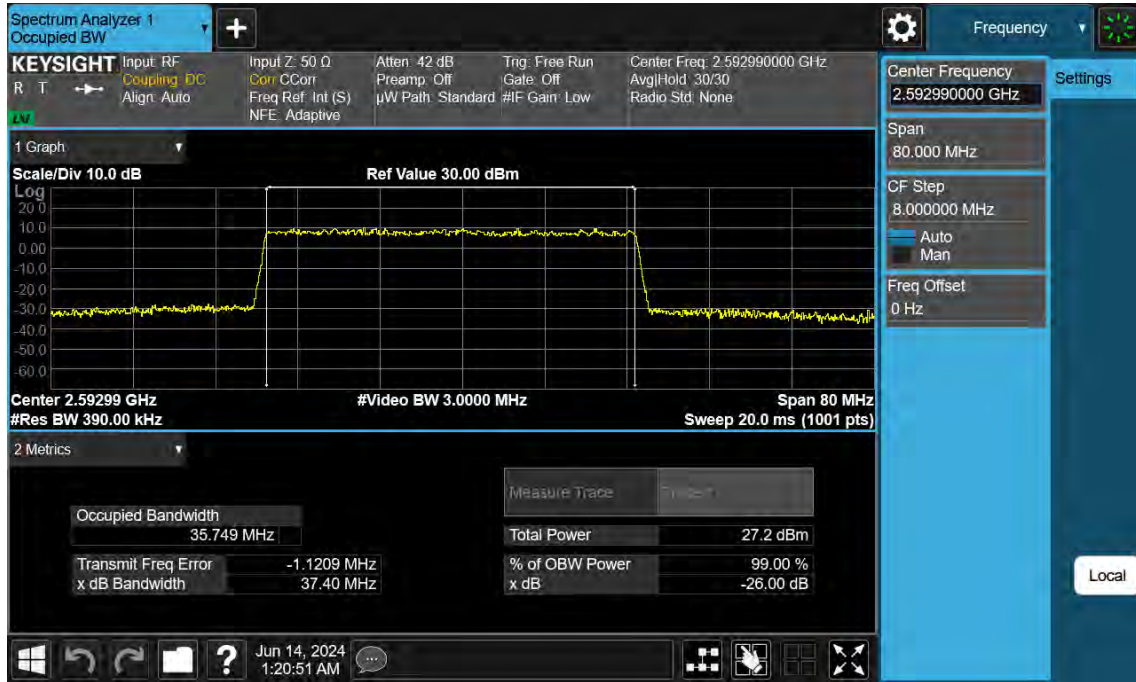 Spectrum Analyzer 1
Occupied BW
Frequency
KEYSIGHT
R T
Input: RF
Coupling: DC
Align: Auto
Input Z: 50 Ω
Corr CCorr
Freq Ref: Int (S)
NFE: Adaptive
Atten: 42 dB
Preamp: Off
µW Path: Standard
Trig: Free Run
Gate: Off
#IF Gain: Low
Center Freq: 2.592990000 GHz
Avg|Hold: 30/30
Radio Std: None
Center Frequency
2.592990000 GHz
Settings
Span
80.000 MHz
CF Step
8.000000 MHz
Auto
Man
Freq Offset
0 Hz
Local
1 Graph
Scale/Div 10.0 dB
Ref Value 30.00 dBm
Log
20.0
10.0
0.00
-10.0
-20.0
-30.0
-40.0
-50.0
-60.0
Center 2.59299 GHz
#Video BW 3.0000 MHz
Span 80 MHz
#Res BW 390.00 kHz
Sweep 20.0 ms (1001 pts)
2 Metrics
Measure Trace
Occupied Bandwidth
35.749 MHz
Total Power 27.2 dBm
Transmit Freq Error -1.1209 MHz
% of OBW Power 99.00 %
x dB Bandwidth 37.40 MHz
x dB -26.00 dB
?
Jun 14, 2024
1:20:51 AM